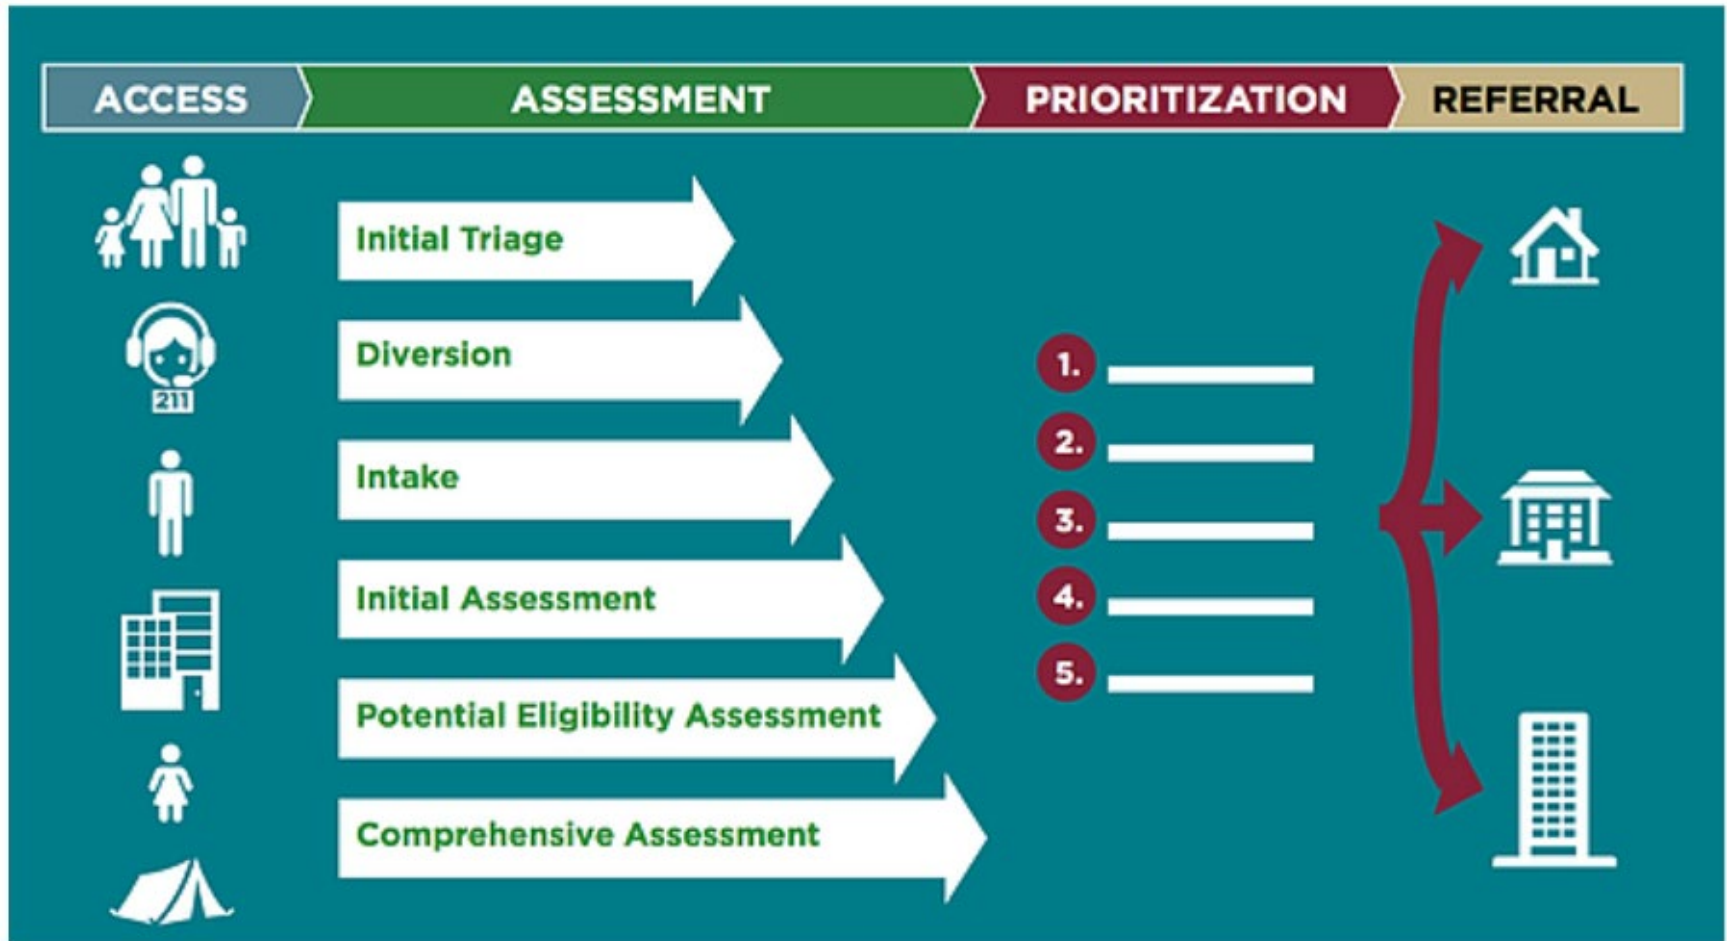 ACCESS
ASSESSMENT
PRIORITIZATION
REFERRAL
Initial Triage
Diversion
211
Intake
Initial Assessment
Potential Eligibility Assessment
Comprehensive Assessment
1.
2.
3.
4.
5.